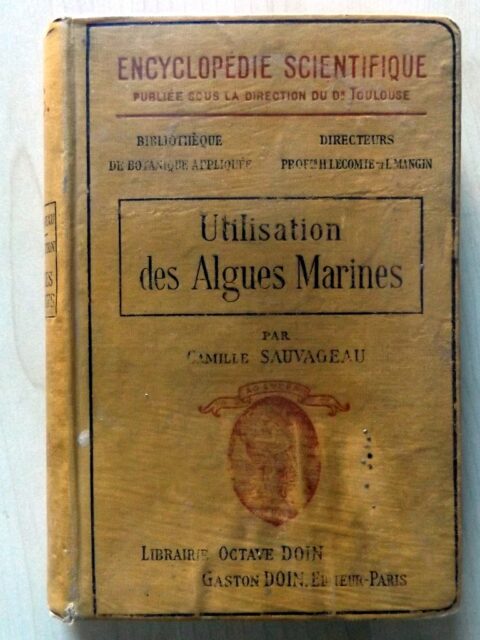 ENCYCLOPÉDIE SCIENTIFIQUE
PUBLIÉE SOUS LA DIRECTION DU DR TOULOUSE
BIBLIOTHÈQUE
DE BOTANIQUE APPLIQUÉE
DIRECTEURS
PROFRS H. LECOMTE ET L. MANGIN
Utilisation
des Algues Marines
PAR
CAMILLE SAUVAGEAU
LIBRAIRIE OCTAVE DOIN
GASTON DOIN, EDITEUR-PARIS